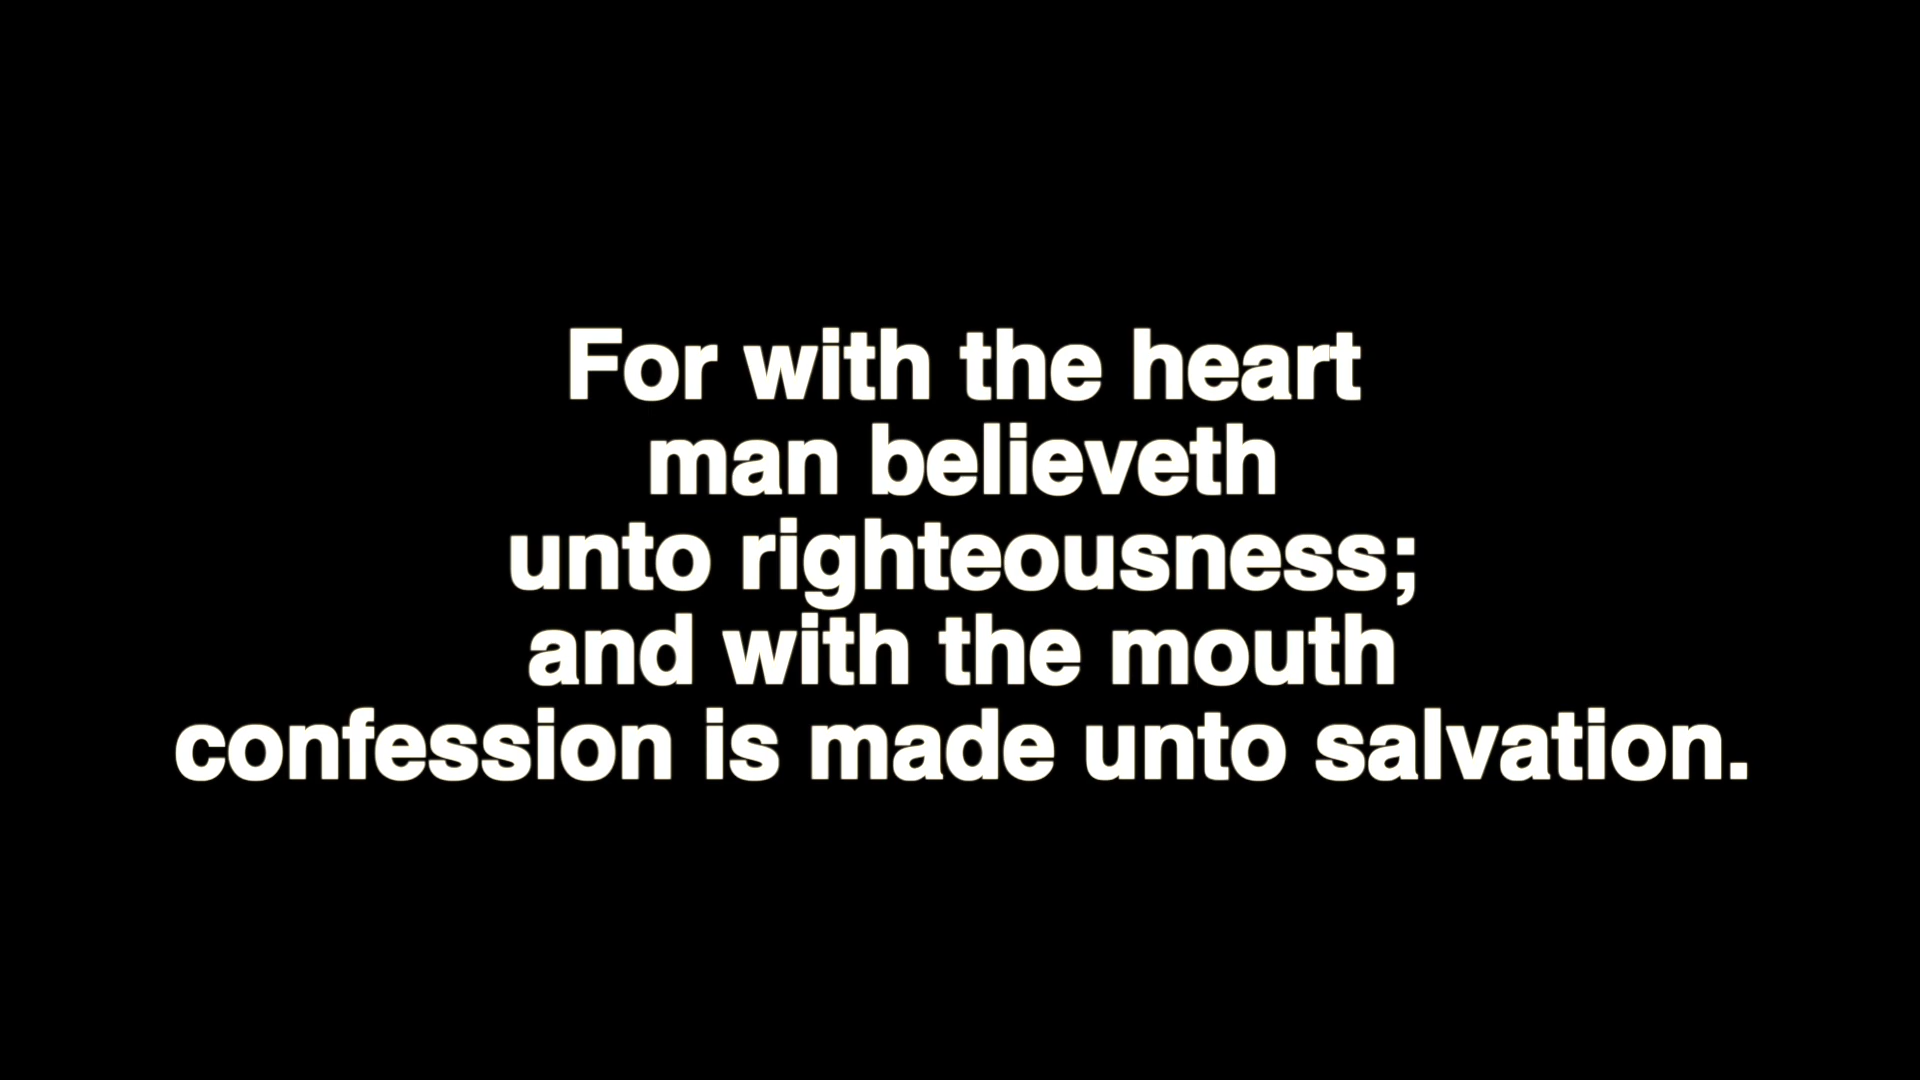 For with the heart
man believeth
unto righteousness;
and with the mouth
confession is made unto salvation.